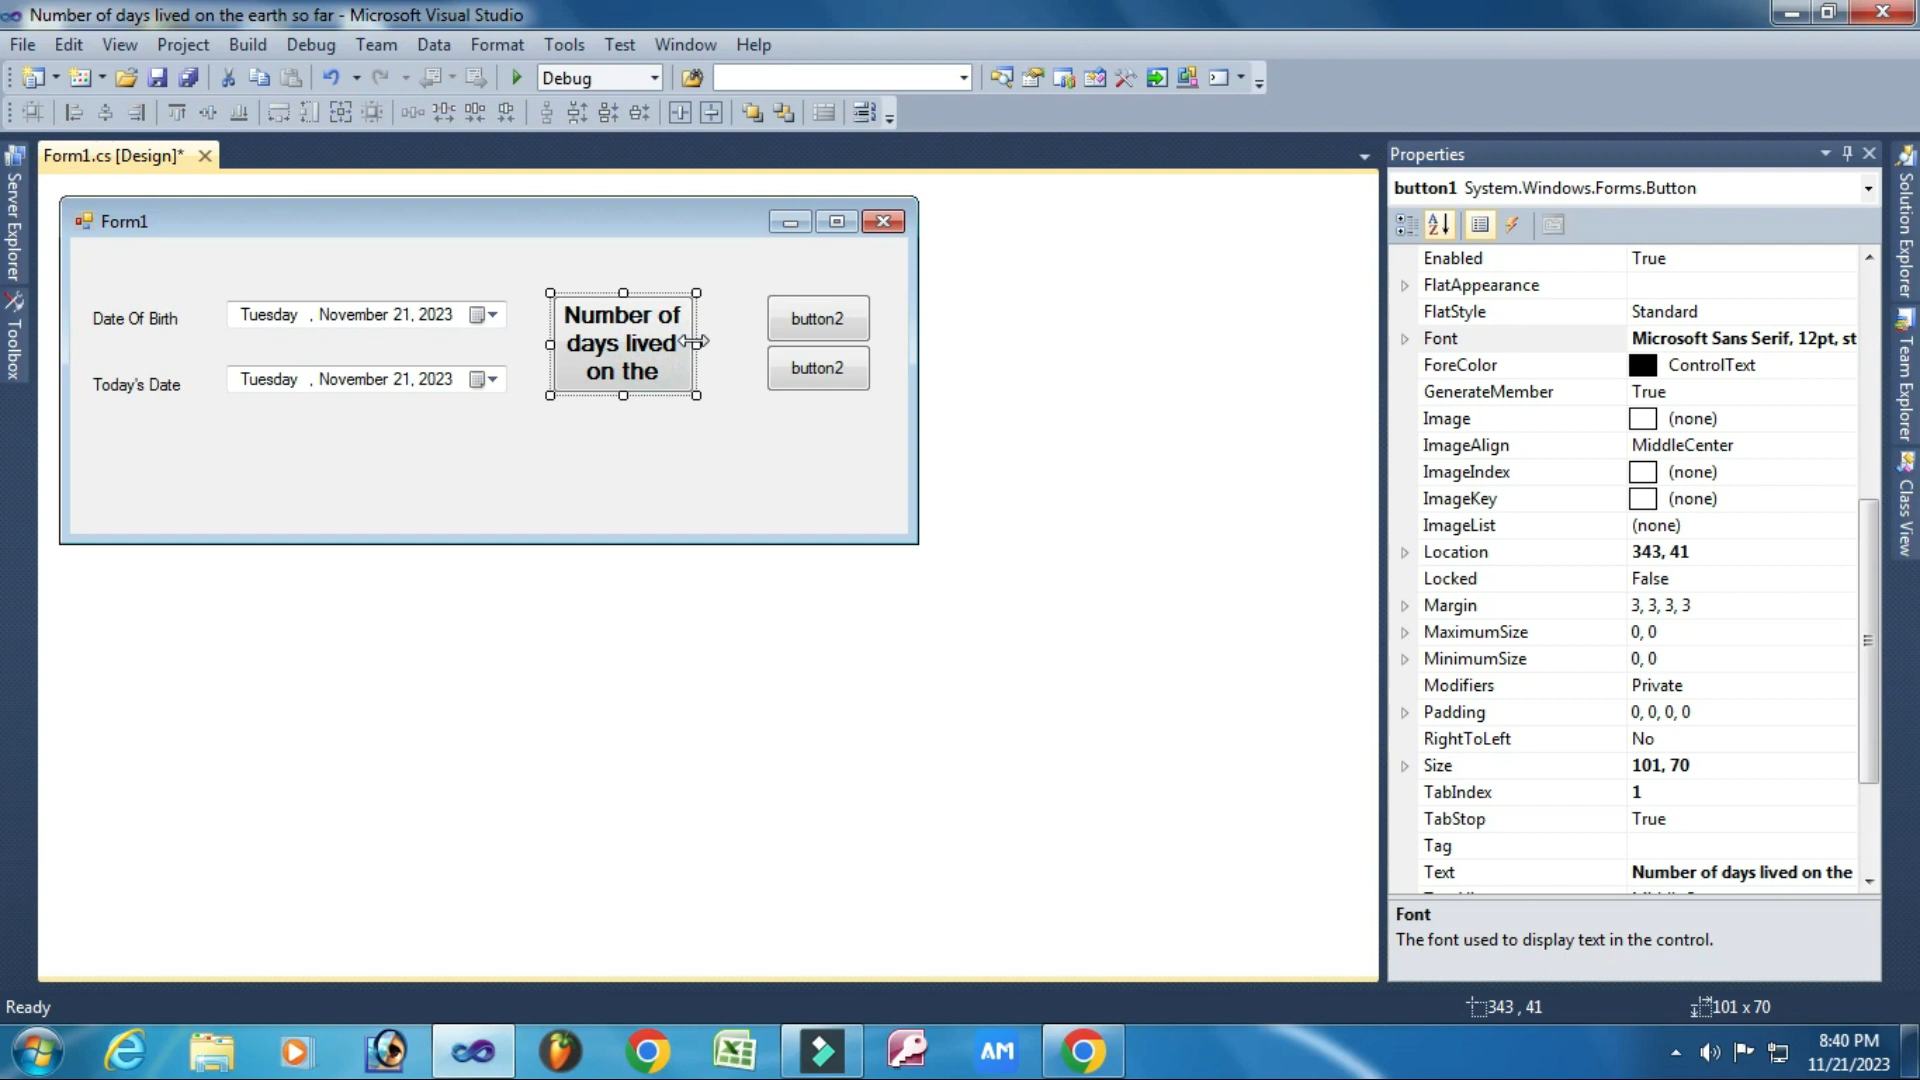 Number of days lived on the earth so far - Microsoft Visual Studio
File Edit View Project Build Debug Team Data Format Tools Test Window Help
Debug
Form1.cs [Design]*
Properties
button1 System.Windows.Forms.Button
Form1
Date Of Birth
Tuesday , November 21, 2023
Today's Date
Tuesday , November 21, 2023
Number of
days lived
on the
button2
button2
Enabled True
FlatAppearance
FlatStyle Standard
Font Microsoft Sans Serif, 12pt, st
ForeColor ControlText
GenerateMember True
Image (none)
ImageAlign MiddleCenter
ImageIndex (none)
ImageKey (none)
ImageList (none)
Location 343, 41
Locked False
Margin 3, 3, 3, 3
MaximumSize 0, 0
MinimumSize 0, 0
Modifiers Private
Padding 0, 0, 0, 0
RightToLeft No
Size 101, 70
TabIndex 1
TabStop True
Tag
Text Number of days lived on the
Font
The font used to display text in the control.
Server Explorer
Toolbox
Solution Explorer
Team Explorer
Class View
Ready
343 , 41
101 x 70
AM
8:40 PM
11/21/2023